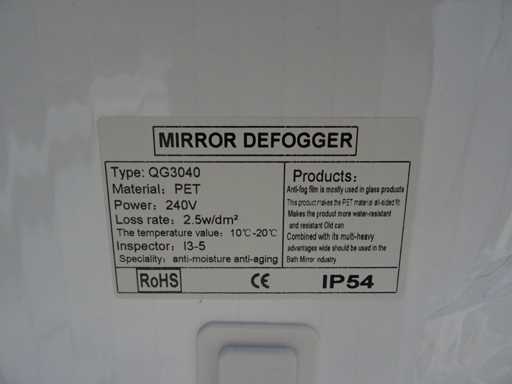 MIRROR DEFOGGER
Type: QG3040
Material: PET
Power: 240V
Loss rate: 2.5w/dm²
The temperature value: 10℃-20℃
Inspector: I3-5
Speciality: anti-moisture anti-aging
Products:
Anti-fog film is mostly used in glass products
This product makes the PET material all-sided fit
Makes the product more water-resistant
and resistant Old can
Combined with its multi-heavy
advantages wide should be used in the
Bath Mirror industry
RoHS CE IP54